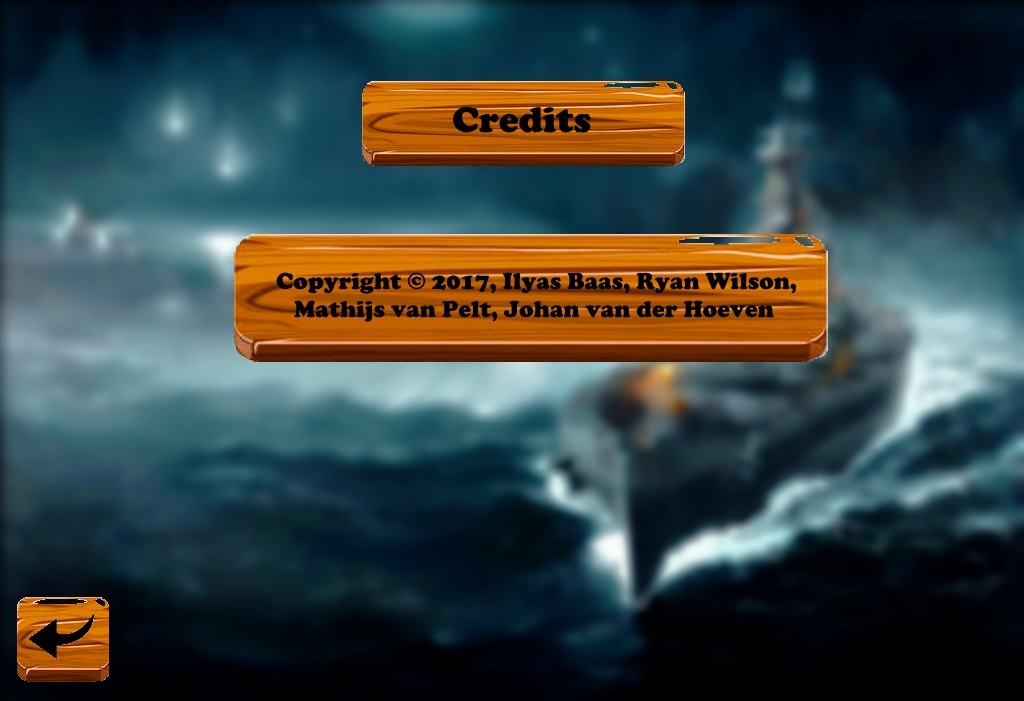 Credits
Copyright © 2017, Ilyas Baas, Ryan Wilson,
Mathijs van Pelt, Johan van der Hoeven